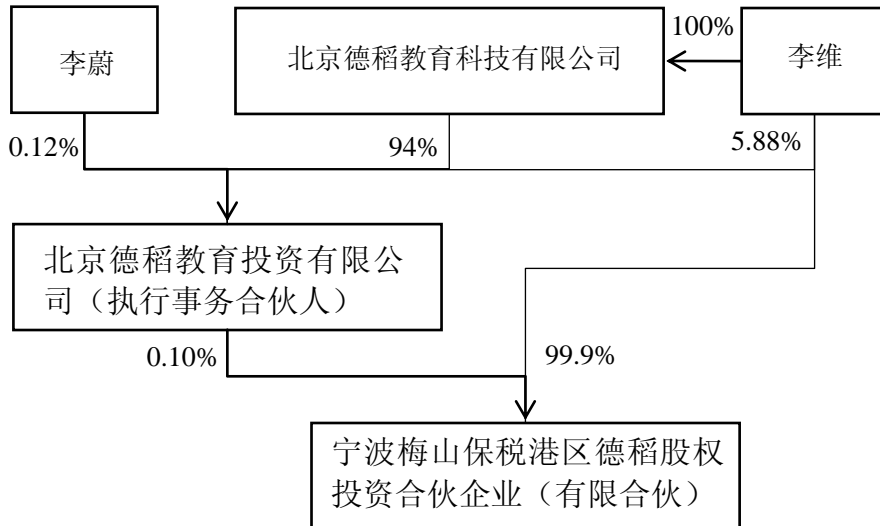 100%
李蔚
北京德稻教育科技有限公司
李维
0.12%
94%
5.88%
北京德稻教育投资有限公
司（执行事务合伙人）
0.10%
99.9%
宁波梅山保税港区德稻股权
投资合伙企业（有限合伙）